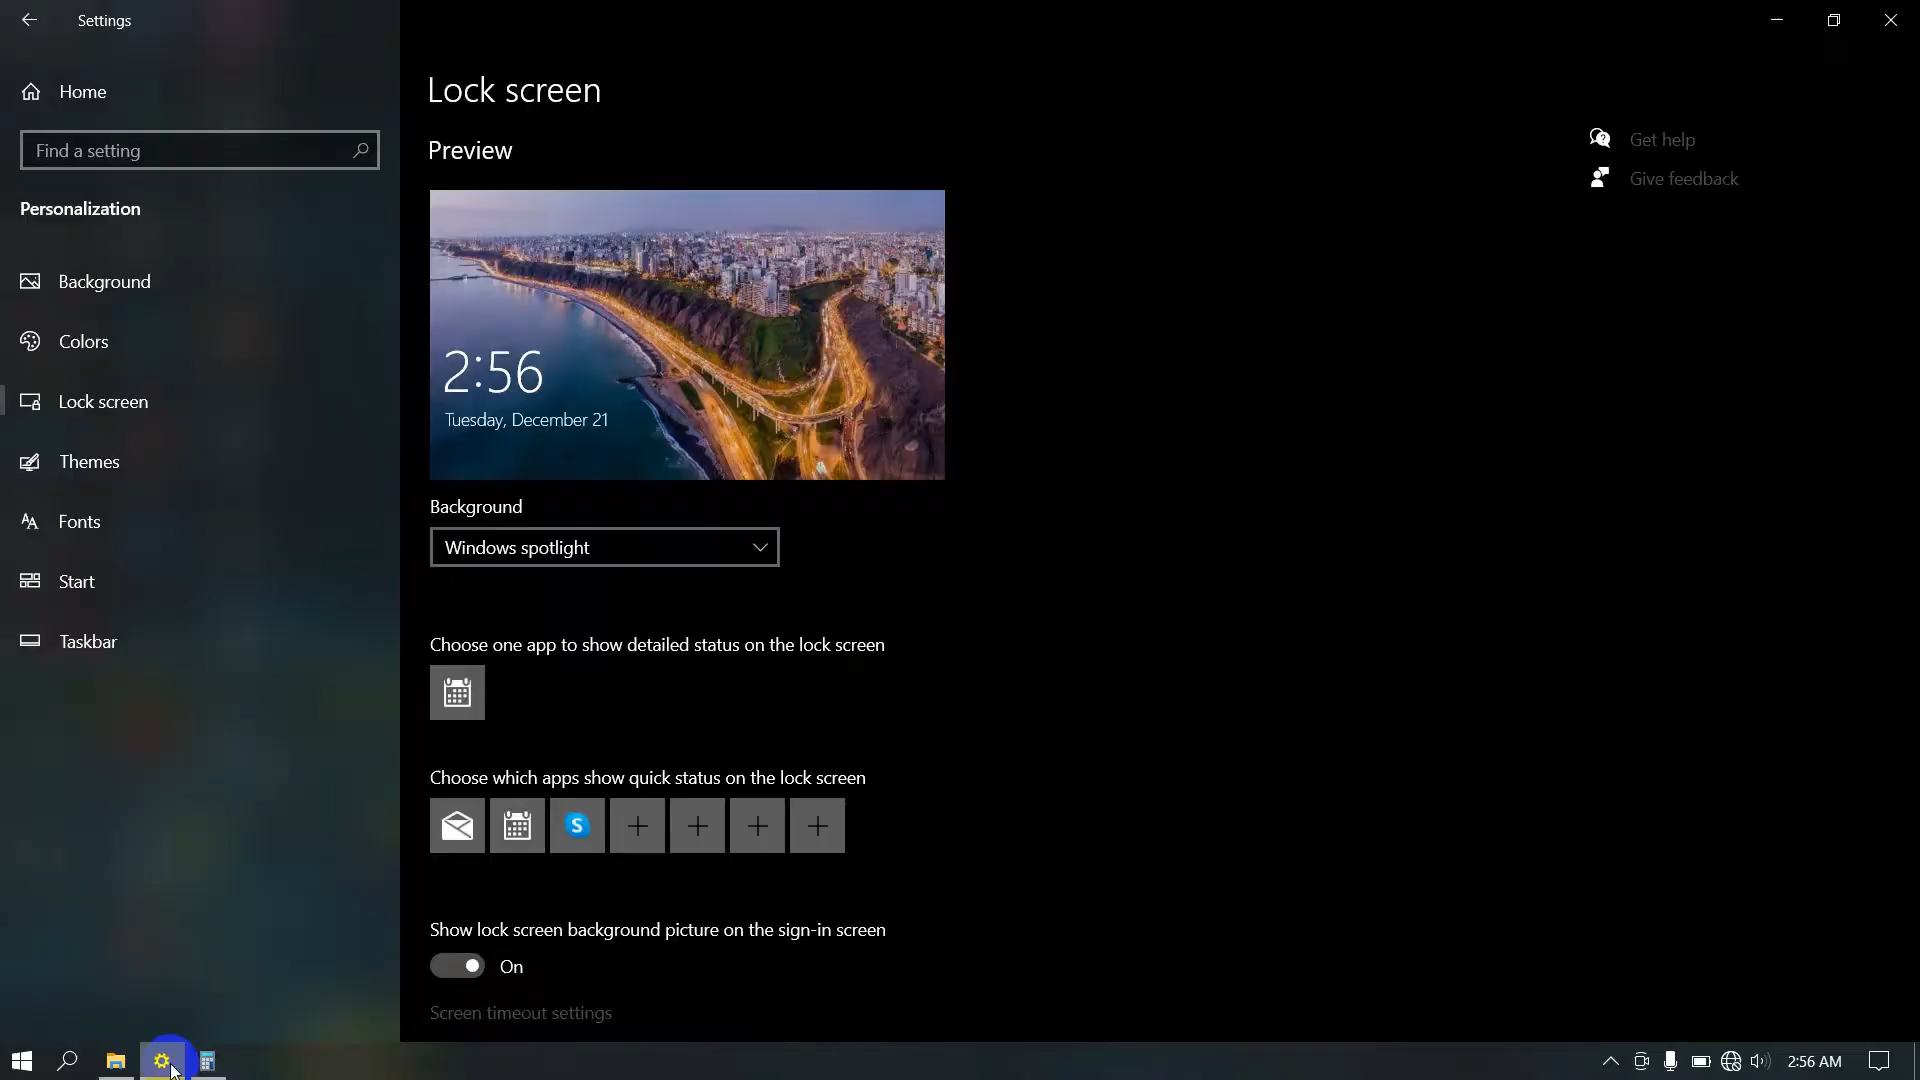 Settings
Home
Find a setting
Personalization
Background
Colors
Lock screen
Themes
Fonts
Start
Taskbar
Lock screen
Preview
2:56
Tuesday, December 21
Background
Windows spotlight
Choose one app to show detailed status on the lock screen
Choose which apps show quick status on the lock screen
S
Show lock screen background picture on the sign-in screen
On
Screen timeout settings
Get help
Give feedback
2:56 AM